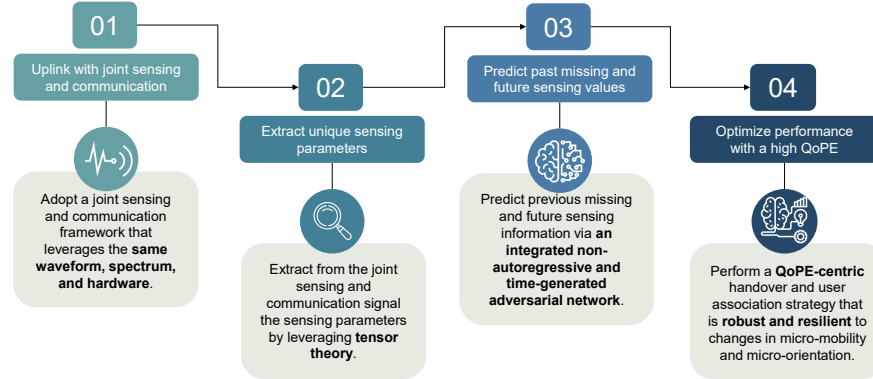 01
Uplink with joint sensing
and communication
Adopt a joint sensing
and communication
framework that
leverages the same
waveform, spectrum,
and hardware.
02
Extract unique sensing
parameters
Extract from the joint
sensing and
communication signal
the sensing parameters
by leveraging tensor
theory.
03
Predict past missing and
future sensing values
Predict previous missing
and future sensing
information via an
integrated non-
autoregressive and
time-generated
adversarial network.
04
Optimize performance
with a high QoPE
Perform a QoPE-centric
handover and user
association strategy that
is robust and resilient to
changes in micro-mobility
and micro-orientation.